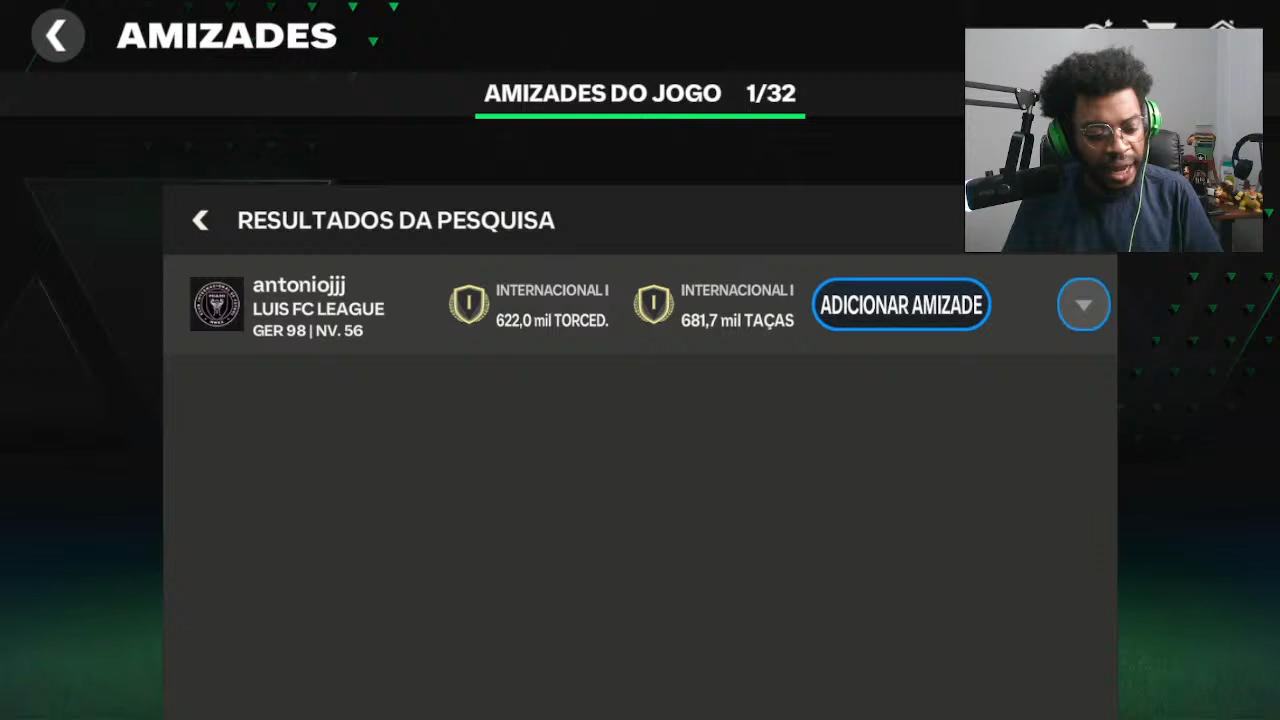 AMIZADES
AMIZADES DO JOGO 1/32
RESULTADOS DA PESQUISA
antoniojjj
LUIS FC LEAGUE
GER 98 | NV. 56
INTERNACIONAL I
622,0 mil TORCED.
INTERNACIONAL I
681,7 mil TAÇAS
ADICIONAR AMIZADE